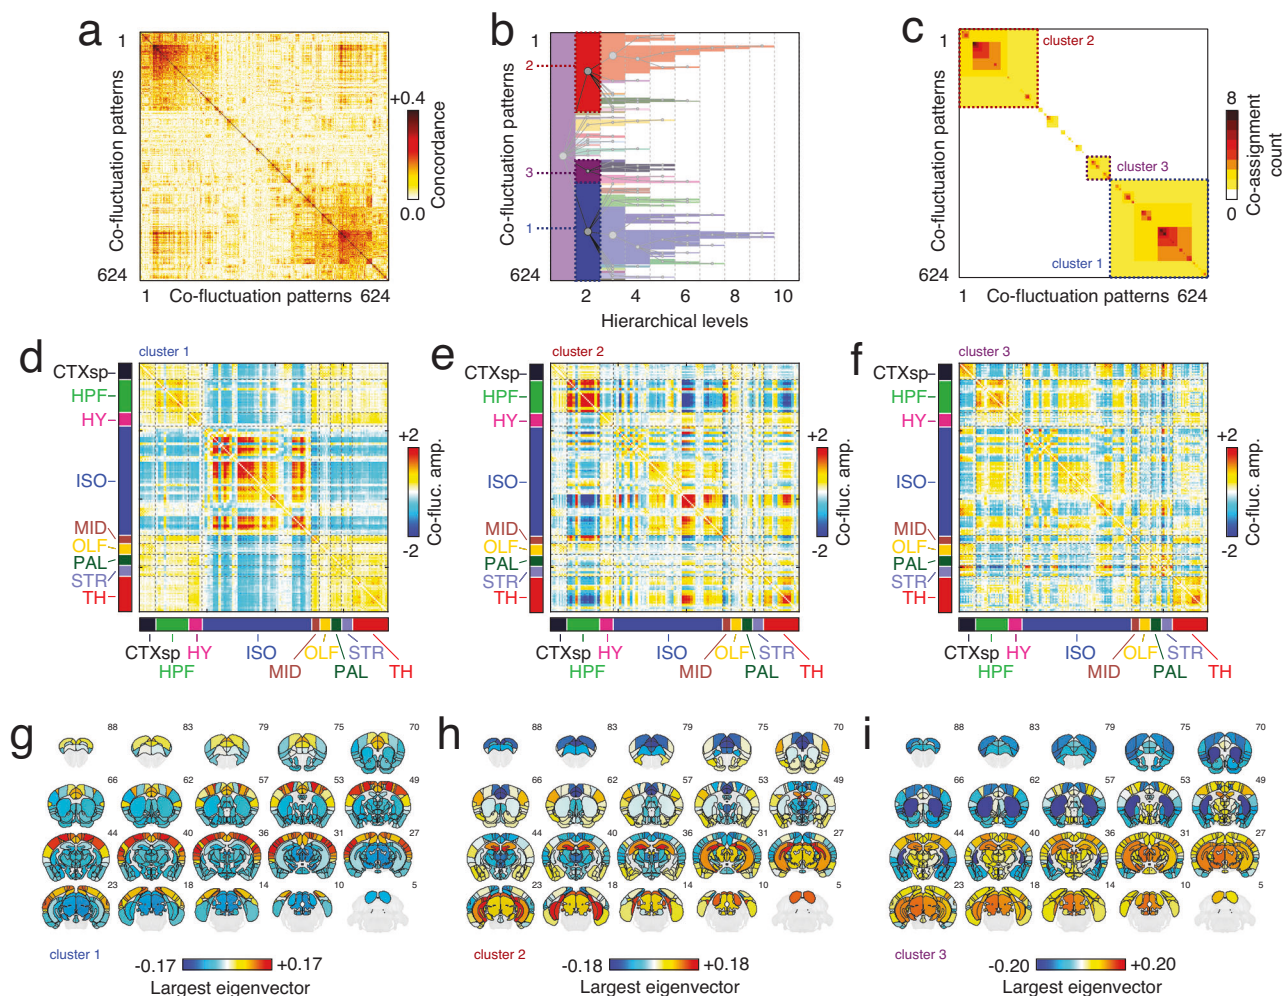 a
1
Co-fluctuation patterns
624
1 Co-fluctuation patterns 624
+0.4
0.0
Concordance
b
1
2
3
1
Co-fluctuation patterns
624
2 4 6 8 10
Hierarchical levels
c
1
Co-fluctuation patterns
624
cluster 2
cluster 3
cluster 1
1 Co-fluctuation patterns 624
8
0
Co-assignment
count
d
cluster 1
CTXsp
HPF
HY
ISO
MID
OLF
PAL
STR
TH
CTXsp HY ISO OLF STR
HPF MID PAL TH
+2
-2
Co-fluc. amp.
e
cluster 2
CTXsp
HPF
HY
ISO
MID
OLF
PAL
STR
TH
CTXsp HY ISO OLF STR
HPF MID PAL TH
+2
-2
Co-fluc. amp.
f
cluster 3
CTXsp
HPF
HY
ISO
MID
OLF
PAL
STR
TH
CTXsp HY ISO OLF STR
HPF MID PAL TH
+2
-2
Co-fluc. amp.
g
88 83 79 75 70
66 62 57 53 49
44 40 36 31 27
23 18 14 10 5
cluster 1
-0.17 +0.17
Largest eigenvector
h
88 83 79 75 70
66 62 57 53 49
44 40 36 31 27
23 18 14 10 5
cluster 2
-0.18 +0.18
Largest eigenvector
i
88 83 79 75 70
66 62 57 53 49
44 40 36 31 27
23 18 14 10 5
cluster 3
-0.20 +0.20
Largest eigenvector